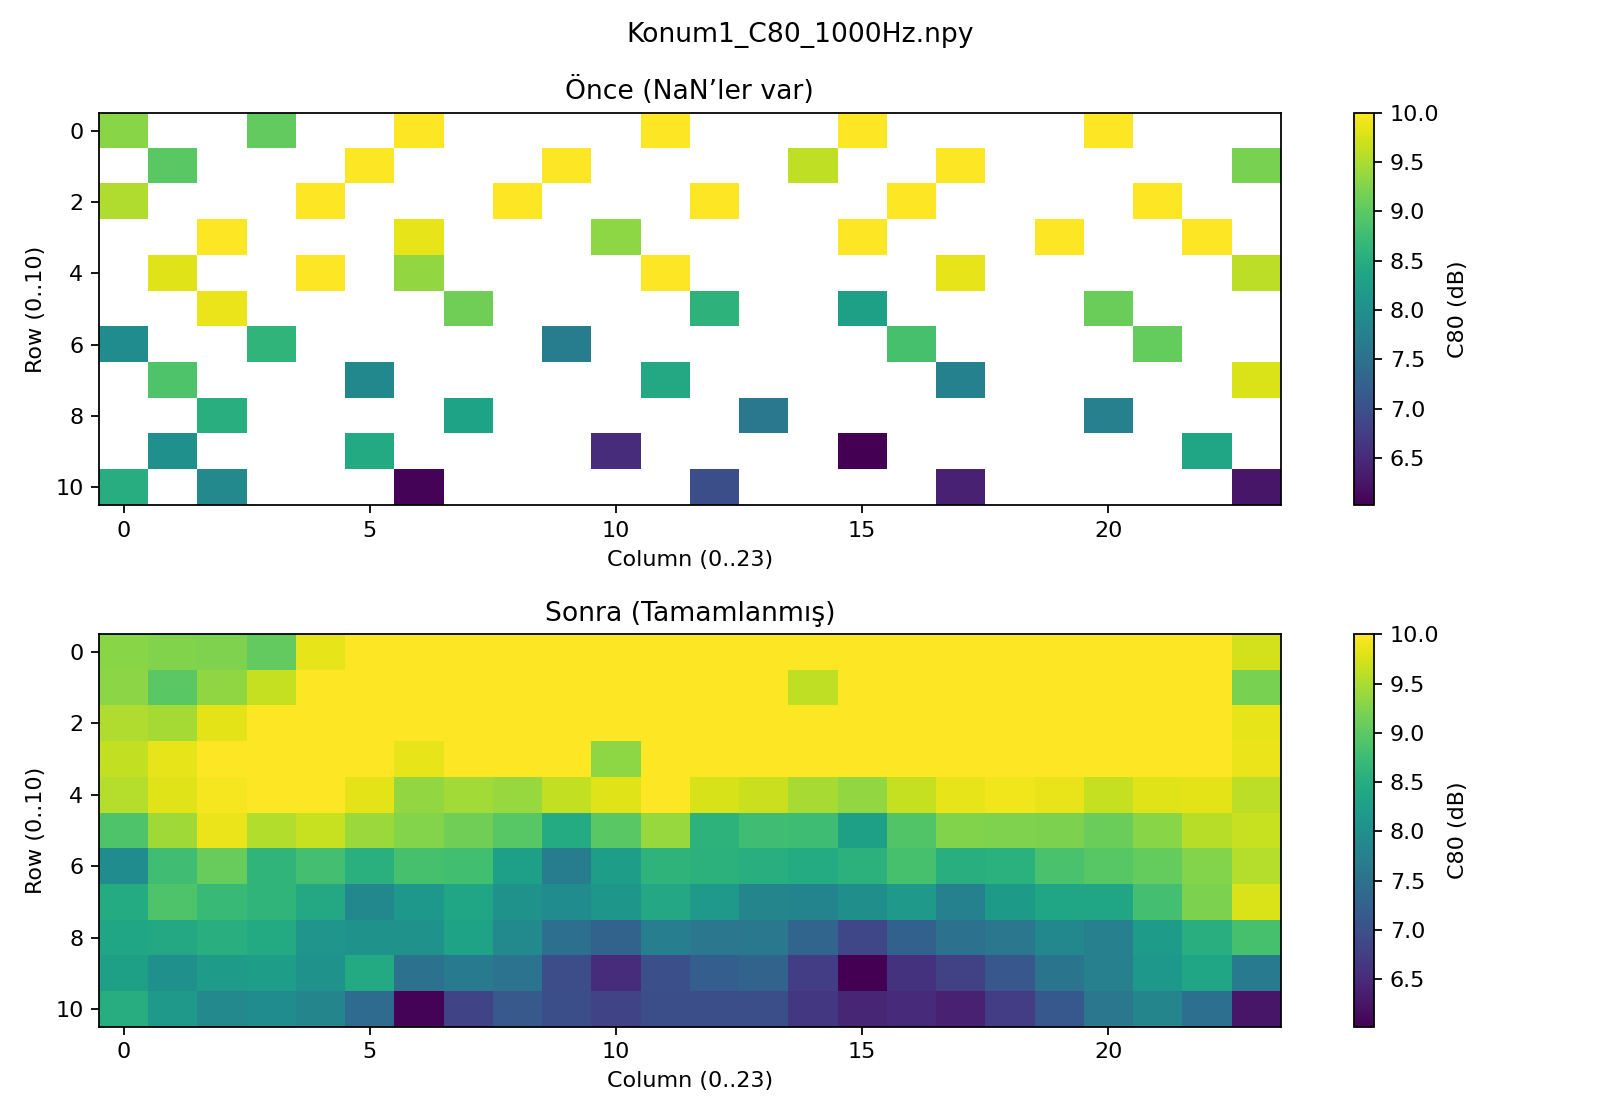 Konum1_C80_1000Hz.npy
Önce (NaN’ler var)
0
2
4
6
8
10
Row (0..10)
0 5 10 15 20
Column (0..23)
10.0
9.5
9.0
8.5
8.0
7.5
7.0
6.5
C80 (dB)
Sonra (Tamamlanmış)
0
2
4
6
8
10
Row (0..10)
0 5 10 15 20
Column (0..23)
10.0
9.5
9.0
8.5
8.0
7.5
7.0
6.5
C80 (dB)